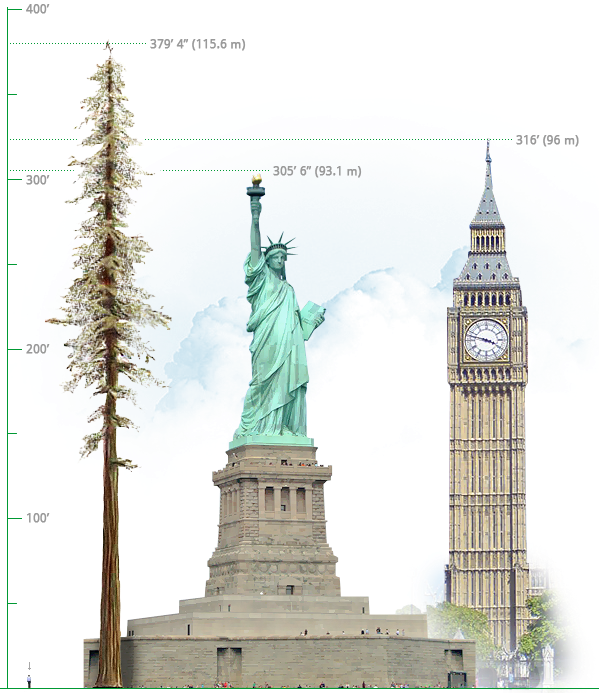 400′
379′ 4″ (115.6 m)
316′ (96 m)
305′ 6″ (93.1 m)
300′
200′
100′